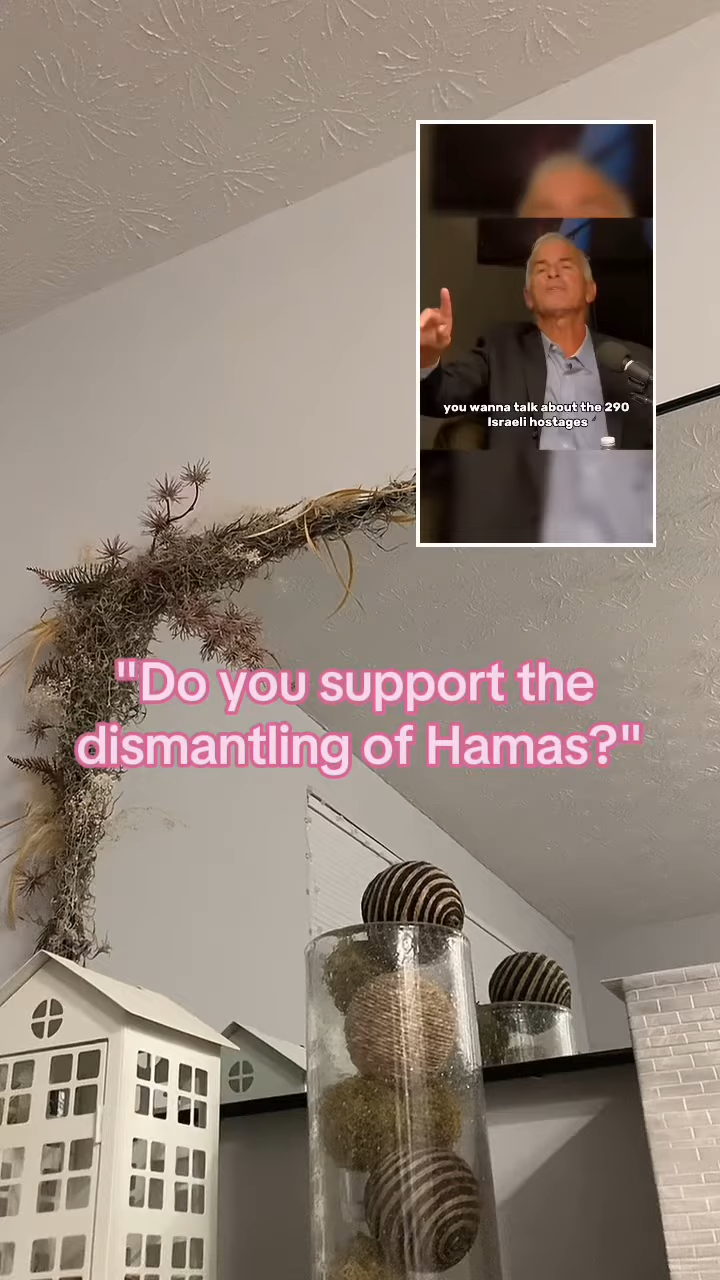 you wanna talk about the 290
Israeli hostages
"Do you support the
dismantling of Hamas?"